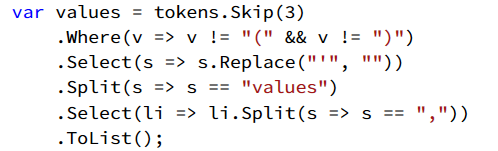 var values = tokens.Skip(3)
    .Where(v => v != "(" && v != ")")
    .Select(s => s.Replace("'", ""))
    .Split(s => s == "values")
    .Select(li => li.Split(s => s == ","))
    .ToList();